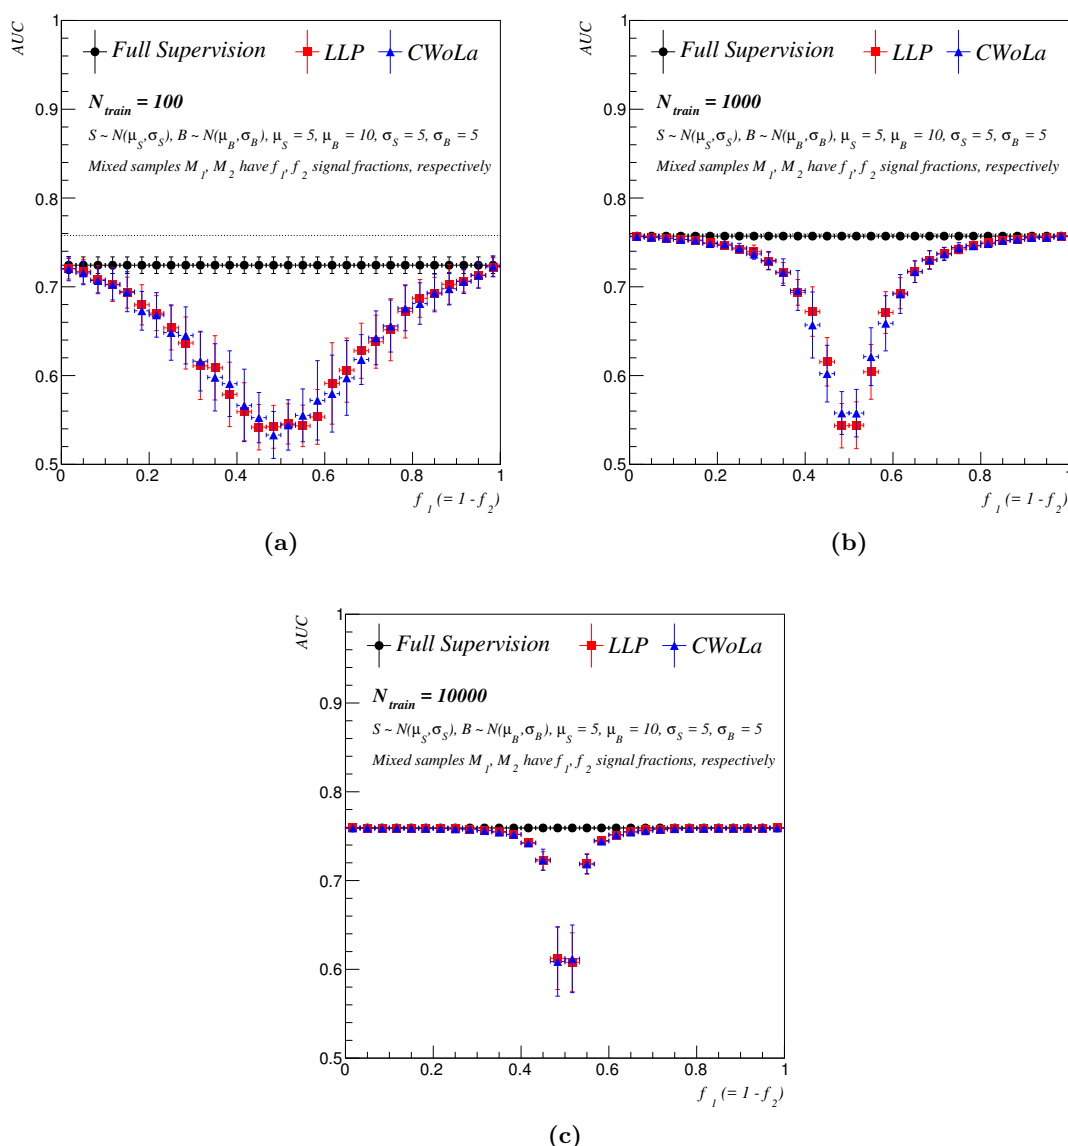 AUC
1
0.9
0.8
0.7
0.6
0.5
Full Supervision LLP CWoLa
N_train = 100
S ~ N(μ_S,σ_S), B ~ N(μ_B,σ_B), μ_S = 5, μ_B = 10, σ_S = 5, σ_B = 5
Mixed samples M_1, M_2 have f_1, f_2 signal fractions, respectively
0 0.2 0.4 0.6 0.8 1
f_1 (= 1 - f_2)
(a)
AUC
1
0.9
0.8
0.7
0.6
0.5
Full Supervision LLP CWoLa
N_train = 1000
S ~ N(μ_S,σ_S), B ~ N(μ_B,σ_B), μ_S = 5, μ_B = 10, σ_S = 5, σ_B = 5
Mixed samples M_1, M_2 have f_1, f_2 signal fractions, respectively
0 0.2 0.4 0.6 0.8 1
f_1 (= 1 - f_2)
(b)
AUC
1
0.9
0.8
0.7
0.6
0.5
Full Supervision LLP CWoLa
N_train = 10000
S ~ N(μ_S,σ_S), B ~ N(μ_B,σ_B), μ_S = 5, μ_B = 10, σ_S = 5, σ_B = 5
Mixed samples M_1, M_2 have f_1, f_2 signal fractions, respectively
0 0.2 0.4 0.6 0.8 1
f_1 (= 1 - f_2)
(c)